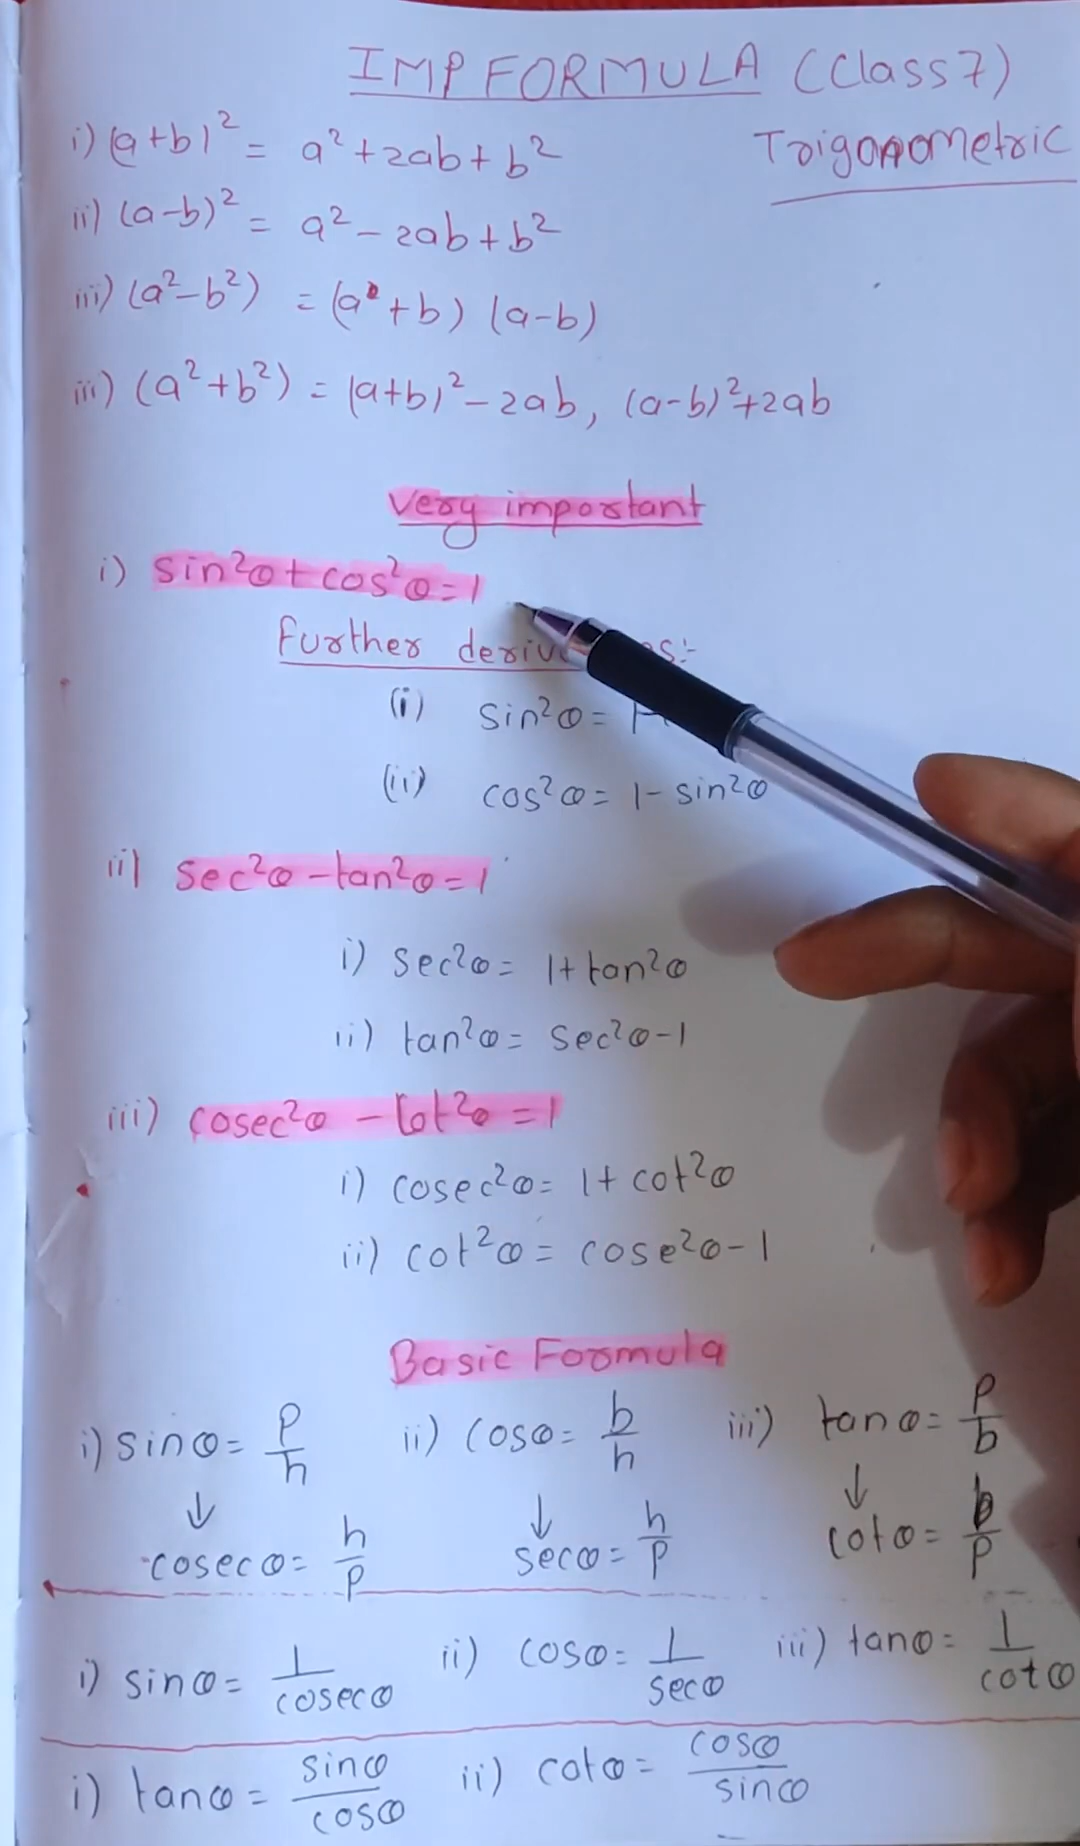 IMP FORMULA (Class 7)
Trigonometric
i) (a+b)² = a²+2ab+b²
ii) (a-b)² = a²-2ab+b²
iii) (a²-b²) = (a+b) (a-b)
iii) (a²+b²) = (a+b)²-2ab, (a-b)²+2ab
Very important
i) sin²θ+cos²θ=1
Further es:-
(i) sin²θ= 1-
(ii) cos²θ= 1-sin²θ
ii) sec²θ-tan²θ=1
i) sec²θ= 1+tan²θ
ii) tan²θ= sec²θ-1
iii) cosec²θ - cot²θ =1
i) cosec²θ= 1+cot²θ
ii) cot²θ= cose²θ-1
Basic Formula
i) sinθ= p/h ii) cosθ= b/h iii) tanθ= p/b
↓ ↓ ↓
cosecθ= h/p secθ= h/p cotθ= b/p
i) sinθ= 1/cosecθ ii) cosθ= 1/secθ iii) tanθ= 1/cotθ
i) tanθ= sinθ/cosθ ii) cotθ= cosθ/sinθ